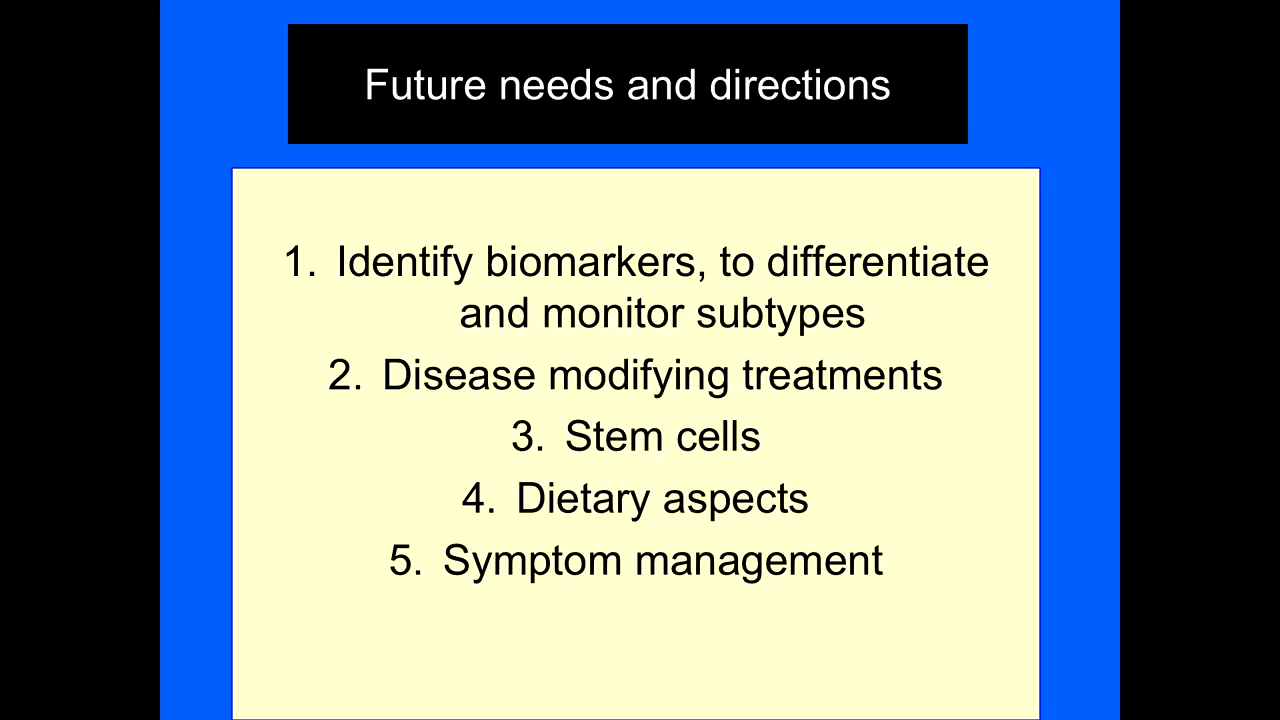 Future needs and directions
1. Identify biomarkers, to differentiate
and monitor subtypes
2. Disease modifying treatments
3. Stem cells
4. Dietary aspects
5. Symptom management